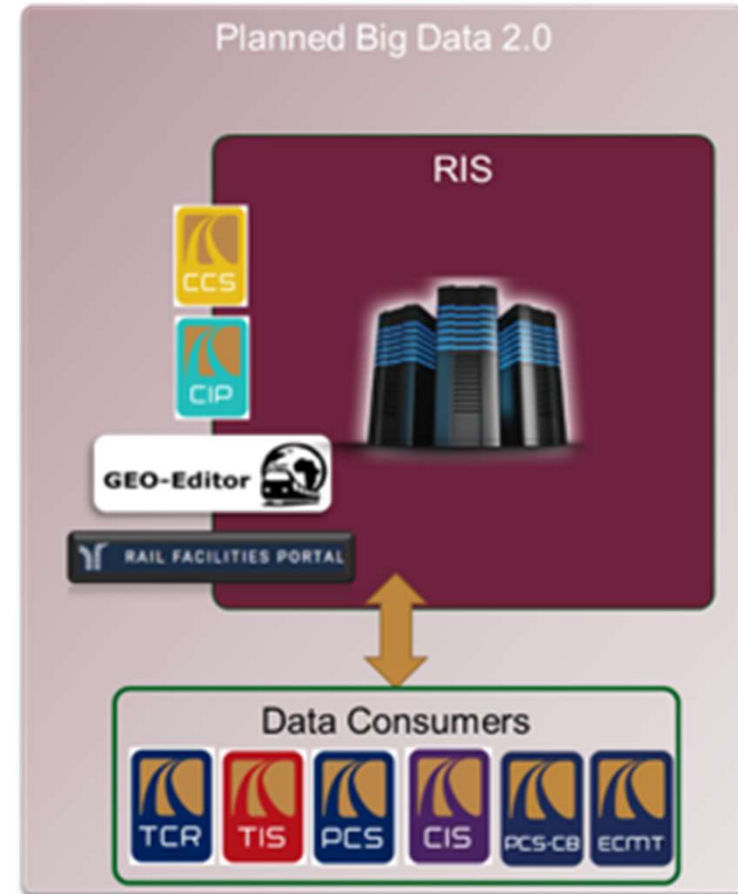 Planned Big Data 2.0
RIS
CCS
CIP
GEO-Editor
RAIL FACILITIES PORTAL
Data Consumers
TCR TIS PCS CIS PCS-CB ECMT